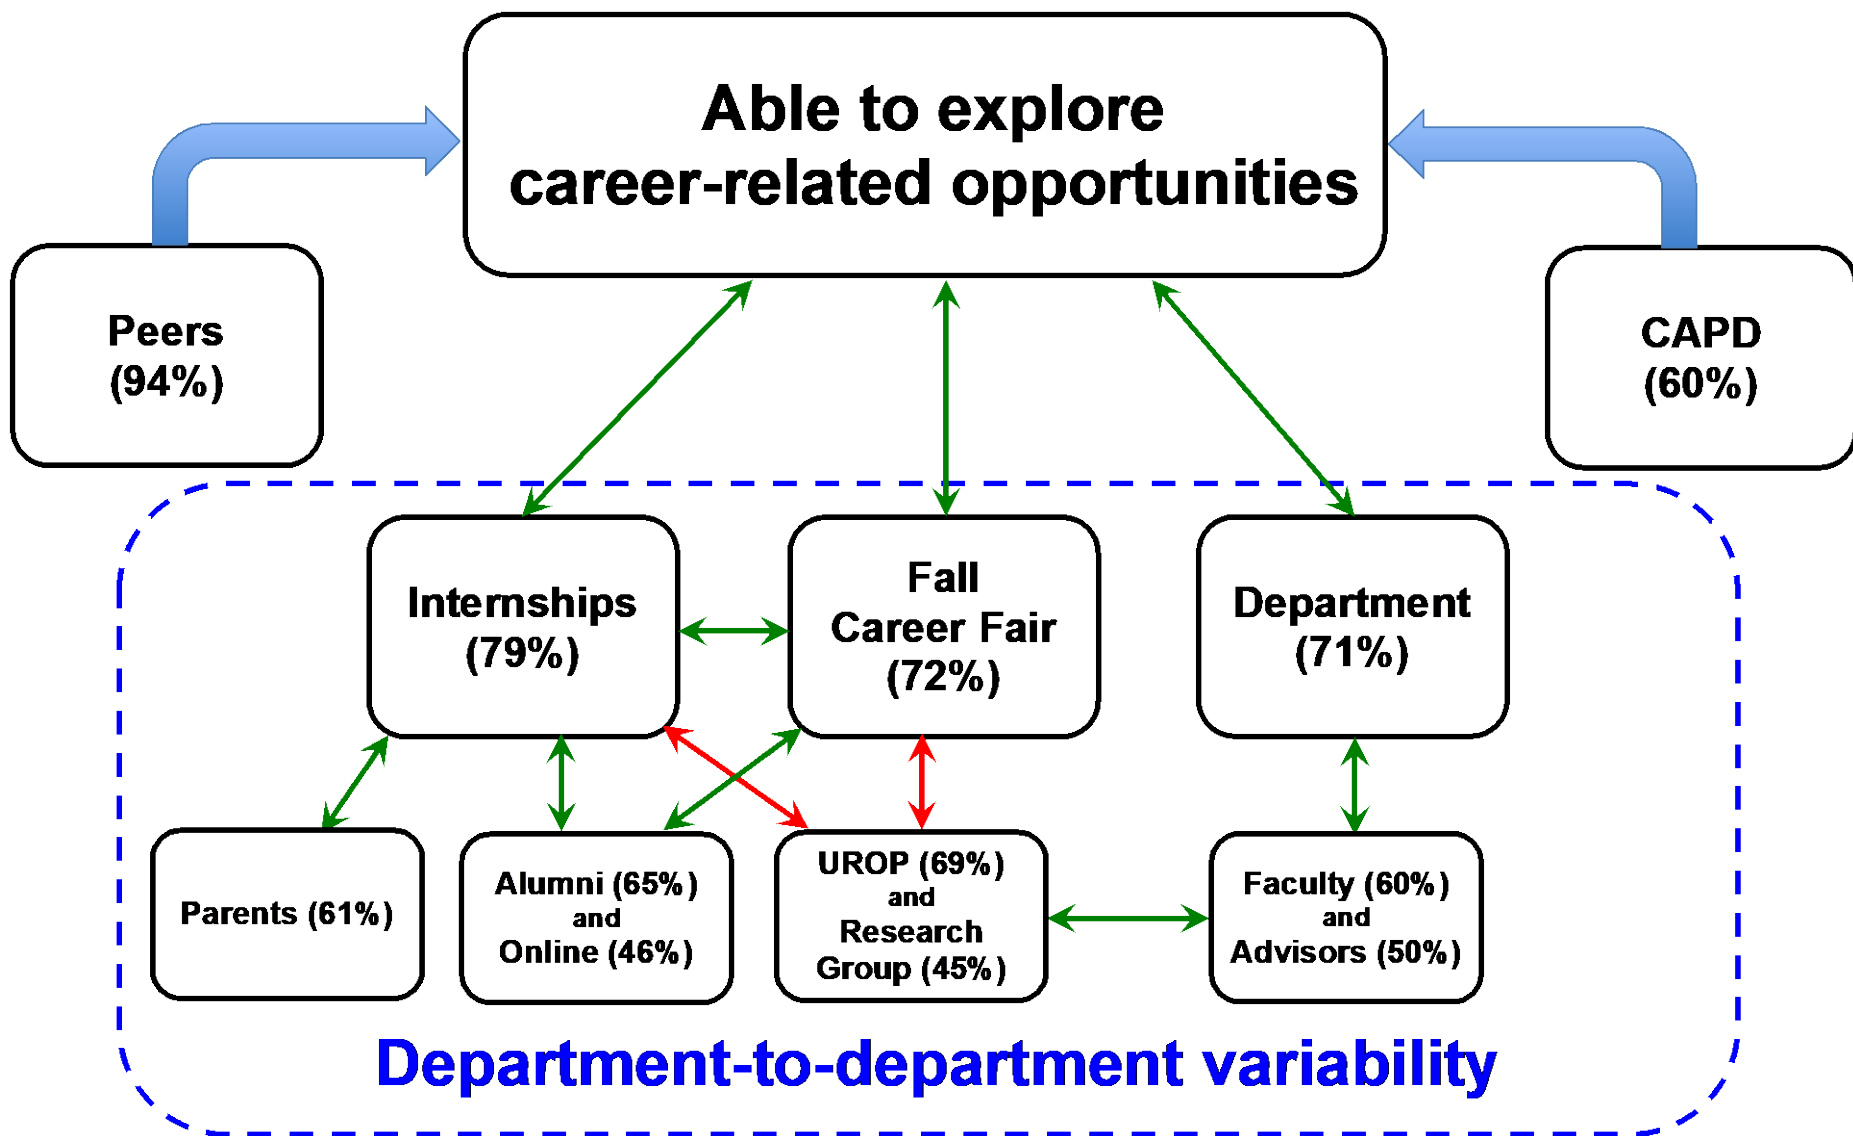 Able to explore
career-related opportunities
Peers
(94%)
CAPD
(60%)
Internships
(79%)
Fall
Career Fair
(72%)
Department
(71%)
Parents (61%)
Alumni (65%)
and
Online (46%)
UROP (69%)
and
Research
Group (45%)
Faculty (60%)
and
Advisors (50%)
Department-to-department variability